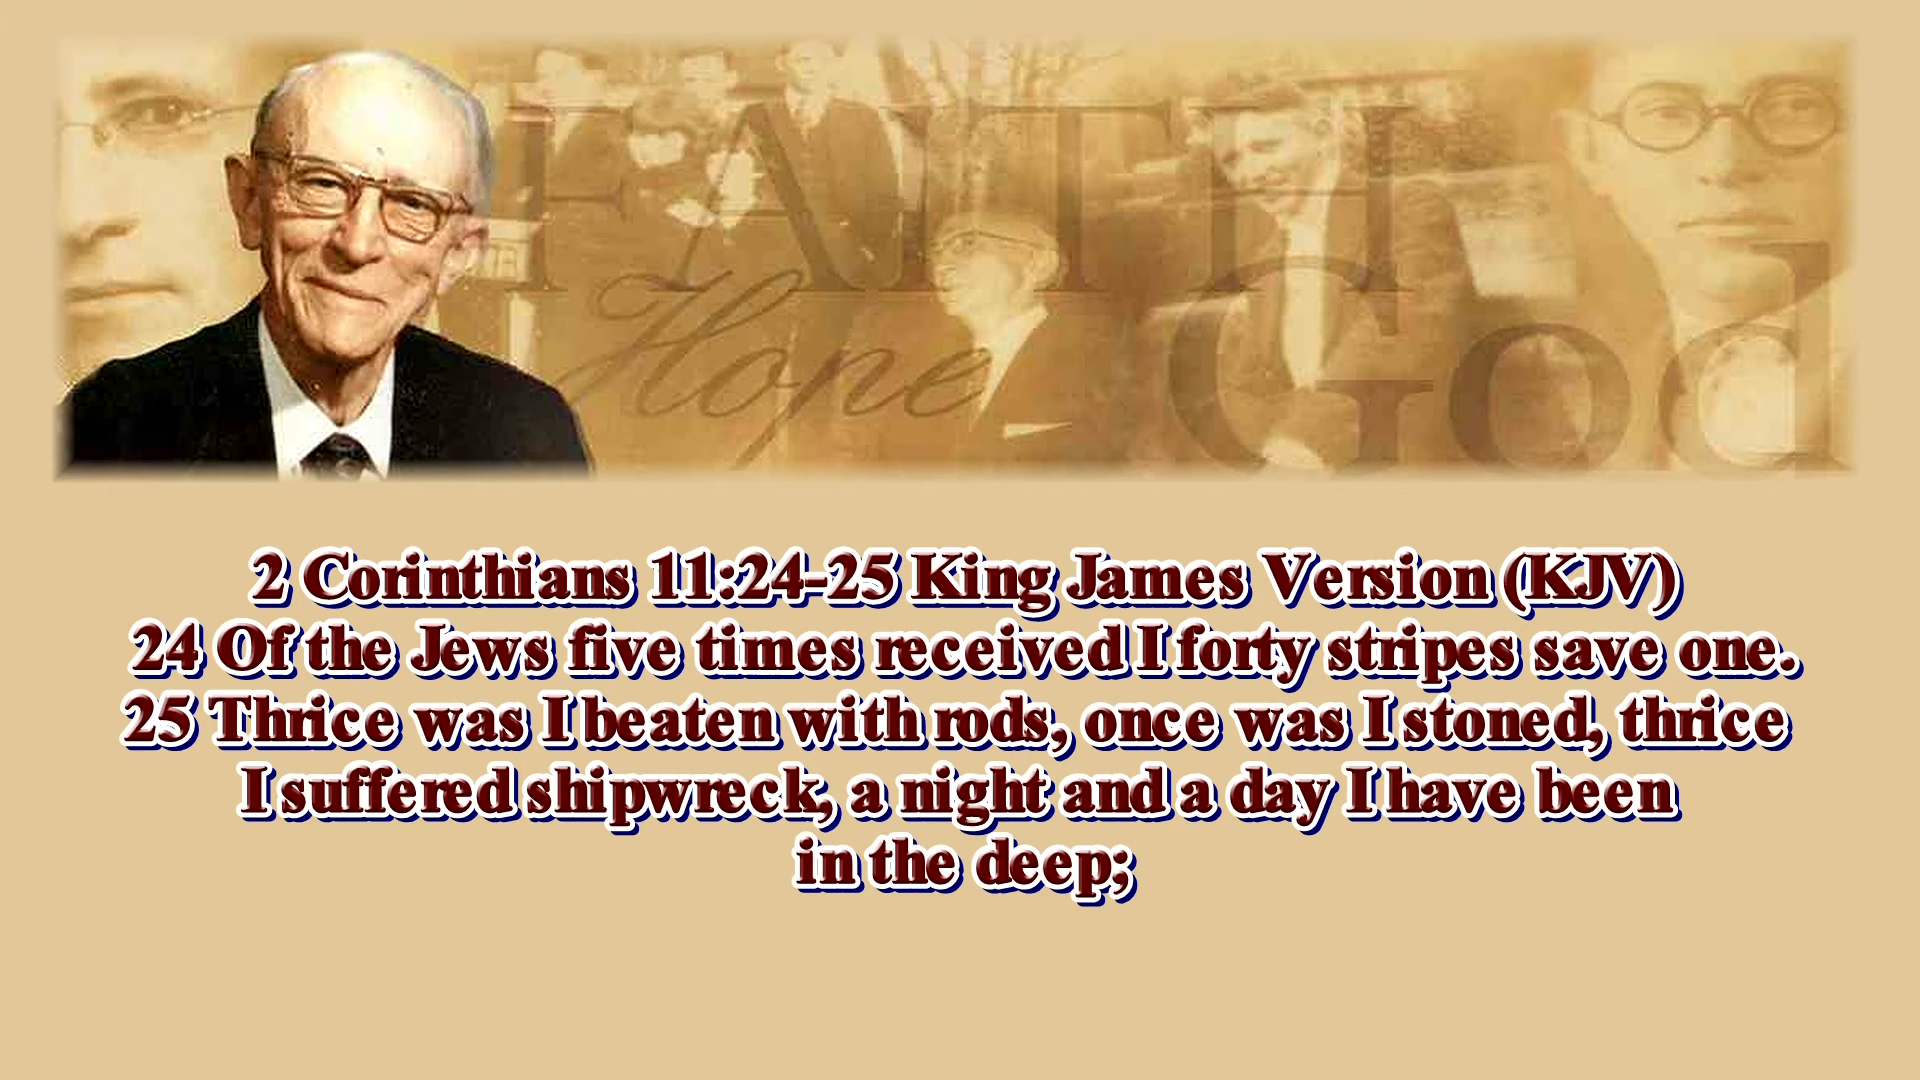 FAITH
Hope
God
2 Corinthians 11:24-25 King James Version (KJV)
24 Of the Jews five times received I forty stripes save one.
25 Thrice was I beaten with rods, once was I stoned, thrice
I suffered shipwreck, a night and a day I have been
in the deep;